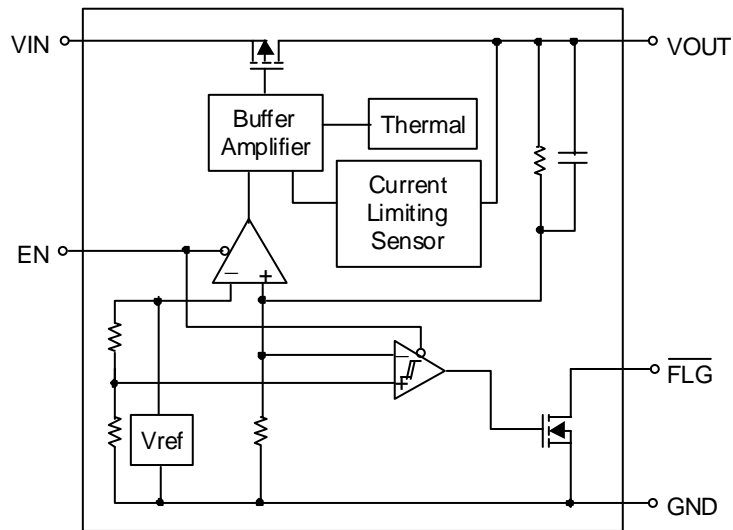 VIN
VOUT
Buffer
Amplifier
Thermal
Current
Limiting
Sensor
EN
− +
−
+
FLG
Vref
GND